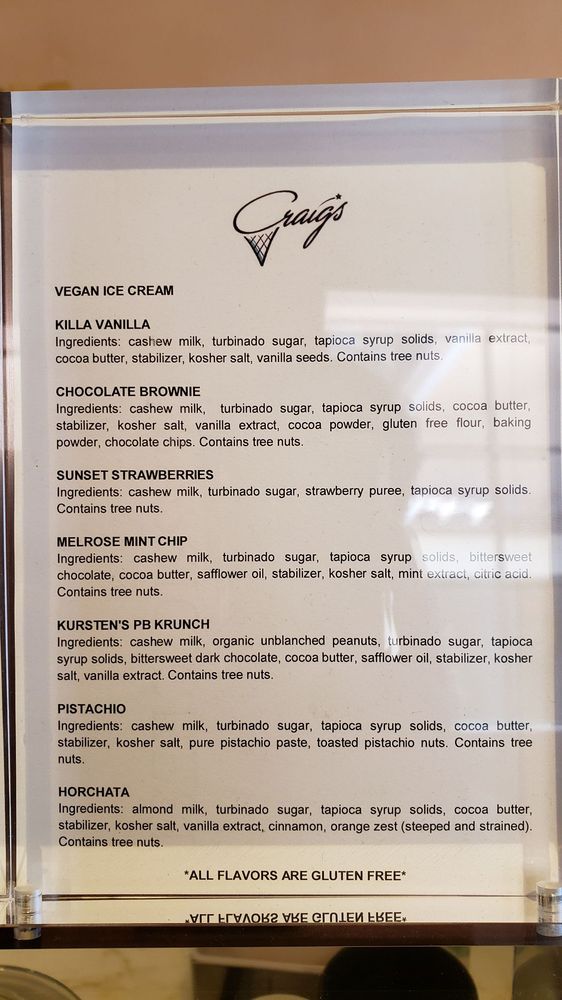 Craig's
VEGAN ICE CREAM
KILLA VANILLA
Ingredients: cashew milk, turbinado sugar, tapioca syrup solids, vanilla extract,
cocoa butter, stabilizer, kosher salt, vanilla seeds. Contains tree nuts.
CHOCOLATE BROWNIE
Ingredients: cashew milk, turbinado sugar, tapioca syrup solids, cocoa butter,
stabilizer, kosher salt, vanilla extract, cocoa powder, gluten free flour, baking
powder, chocolate chips. Contains tree nuts.
SUNSET STRAWBERRIES
Ingredients: cashew milk, turbinado sugar, strawberry puree, tapioca syrup solids.
Contains tree nuts.
MELROSE MINT CHIP
Ingredients: cashew milk, turbinado sugar, tapioca syrup solids, bittersweet
chocolate, cocoa butter, safflower oil, stabilizer, kosher salt, mint extract, citric acid.
Contains tree nuts.
KURSTEN'S PB KRUNCH
Ingredients: cashew milk, organic unblanched peanuts, turbinado sugar, tapioca
syrup solids, bittersweet dark chocolate, cocoa butter, safflower oil, stabilizer, kosher
salt, vanilla extract. Contains tree nuts.
PISTACHIO
Ingredients: cashew milk, turbinado sugar, tapioca syrup solids, cocoa butter,
stabilizer, kosher salt, pure pistachio paste, toasted pistachio nuts. Contains tree
nuts.
HORCHATA
Ingredients: almond milk, turbinado sugar, tapioca syrup solids, cocoa butter,
stabilizer, kosher salt, vanilla extract, cinnamon, orange zest (steeped and strained).
Contains tree nuts.
*ALL FLAVORS ARE GLUTEN FREE*